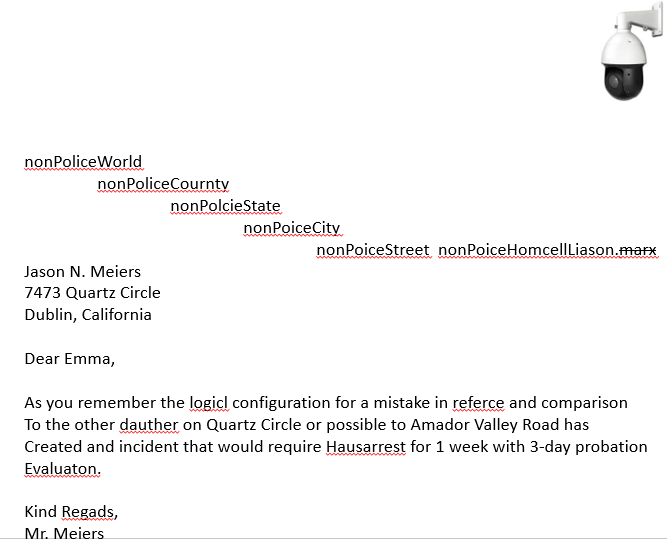 nonPoliceWorld
nonPoliceCournty
nonPolcieState
nonPoiceCity
nonPoiceStreet nonPoiceHomcellLiason.marx
Jason N. Meiers
7473 Quartz Circle
Dublin, California
Dear Emma,
As you remember the logicl configuration for a mistake in referce and comparison
To the other dauther on Quartz Circle or possible to Amador Valley Road has
Created and incident that would require Hausarrest for 1 week with 3-day probation
Evaluaton.
Kind Regads,
Mr. Meiers